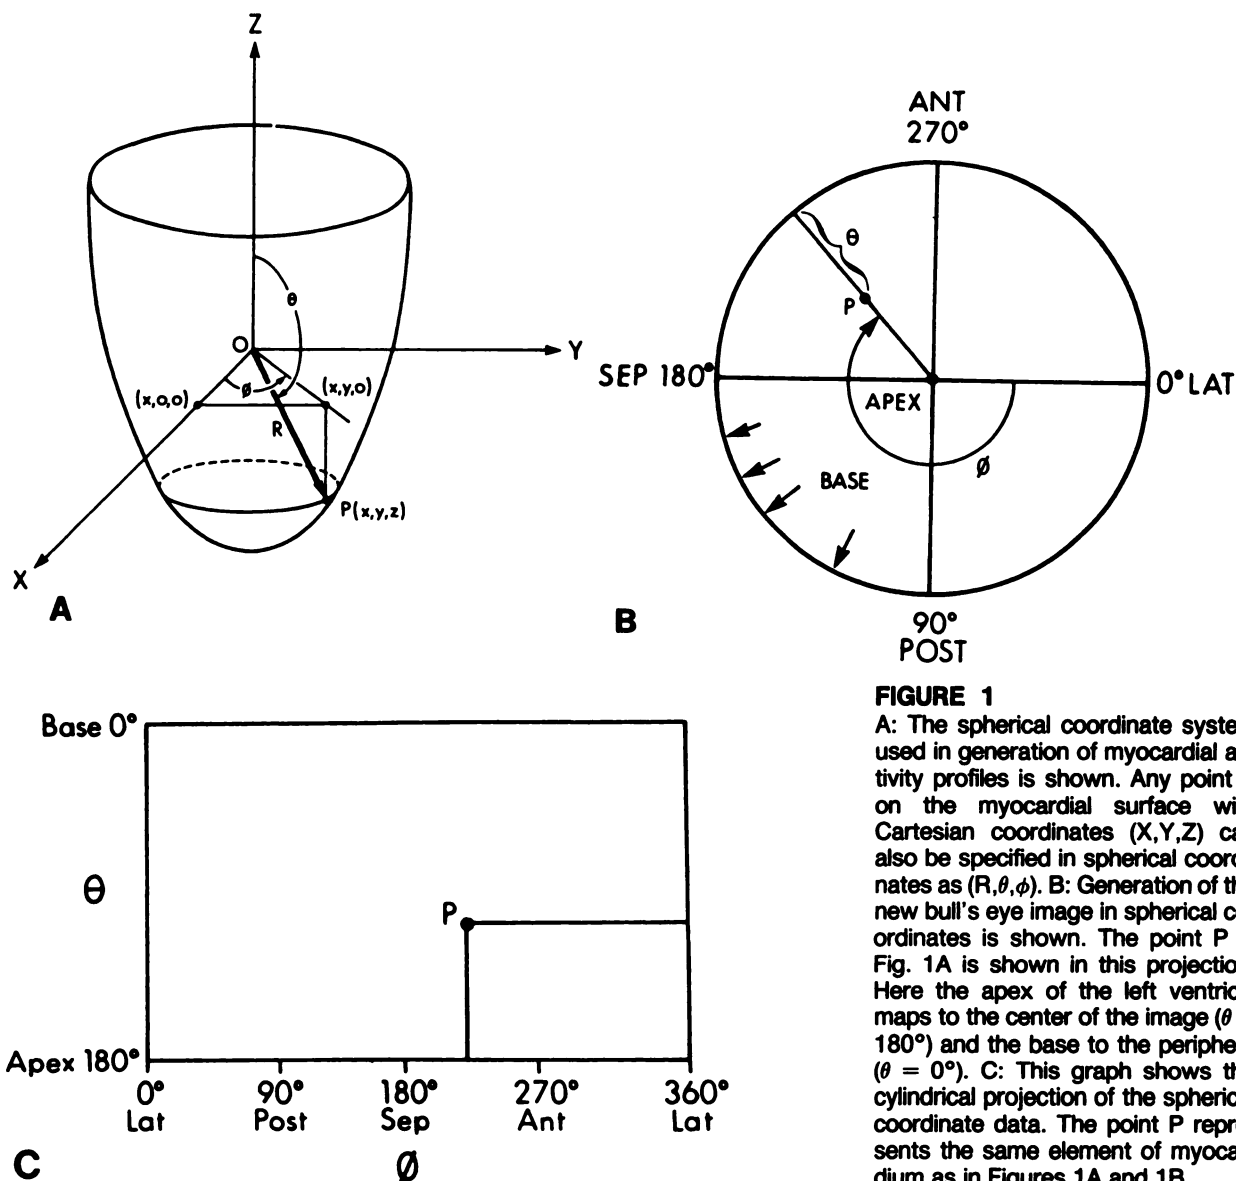 Z
θ
O
Y
(x,o,o)
ø
(x,y,o)
R
P(x,y,z)
X
A
ANT
270°
θ
P
SEP 180°
0° LAT
APEX
ø
BASE
90°
POST
B
Base 0°
θ
P
Apex 180°
0° 90° 180° 270° 360°
Lat Post Sep Ant Lat
Ø
C
FIGURE 1
A: The spherical coordinate syste
used in generation of myocardial a
tivity profiles is shown. Any point
on the myocardial surface wi
Cartesian coordinates (X,Y,Z) ca
also be specified in spherical coor
nates as (R,θ,ϕ). B: Generation of th
new bull's eye image in spherical c
ordinates is shown. The point P
Fig. 1A is shown in this projectio
Here the apex of the left ventric
maps to the center of the image (θ
180°) and the base to the periphe
(θ = 0°). C: This graph shows th
cylindrical projection of the spheric
coordinate data. The point P repr
sents the same element of myoca
dium as in Figures 1A and 1B